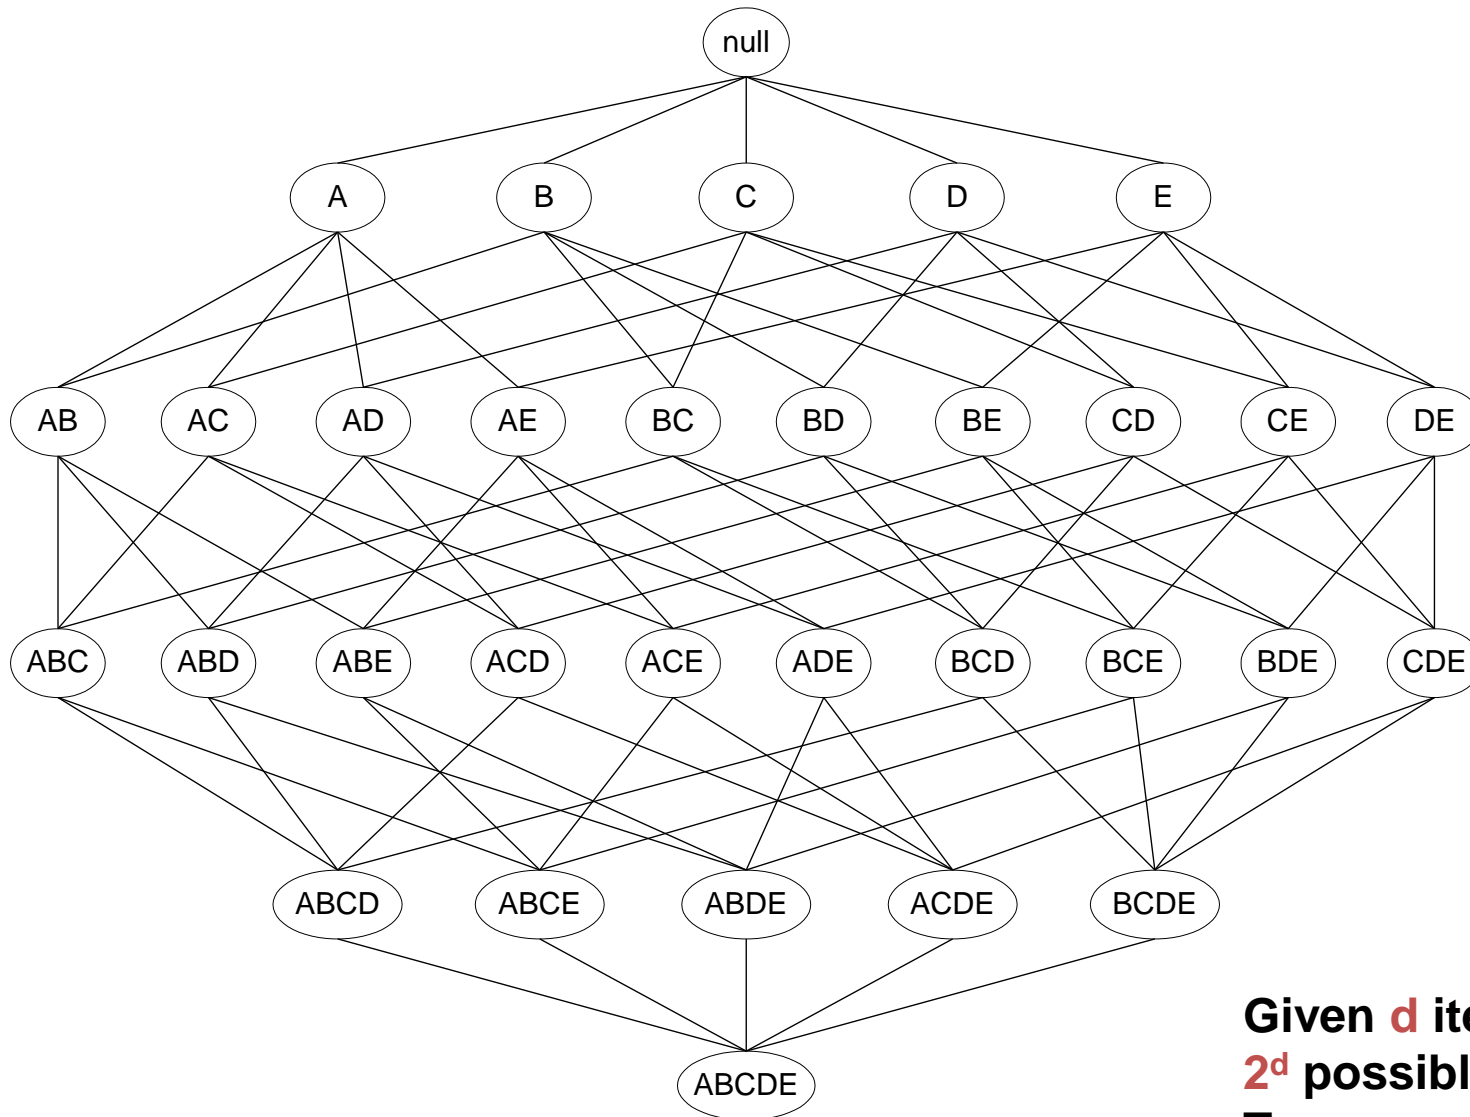 null
A B C D E
AB AC AD AE BC BD BE CD CE DE
ABC ABD ABE ACD ACE ADE BCD BCE BDE CDE
ABCD ABCE ABDE ACDE BCDE
ABCDE
Given d
2ᵈ